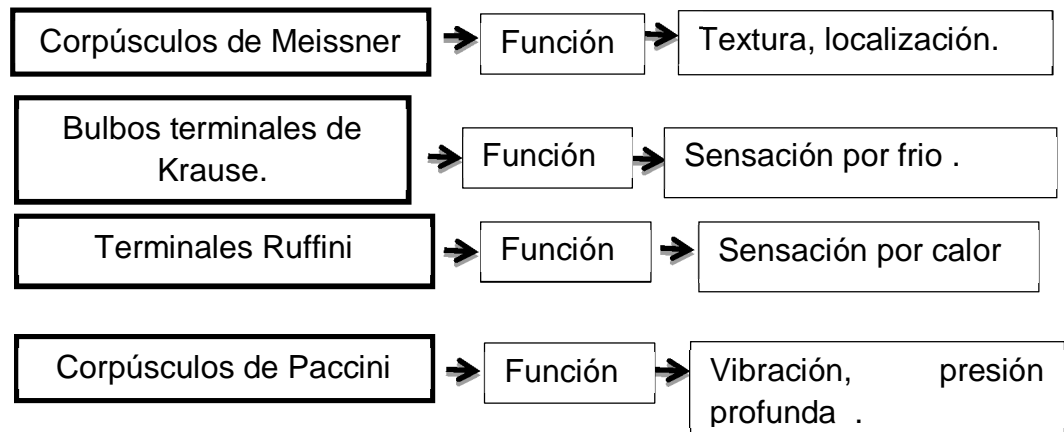 Corpúsculos de Meissner
Función
Textura, localización.
Bulbos terminales de
Krause.
Función
Sensación por frio .
Terminales Ruffini
Función
Sensación por calor
Corpúsculos de Paccini
Función
Vibración, presión
profunda .